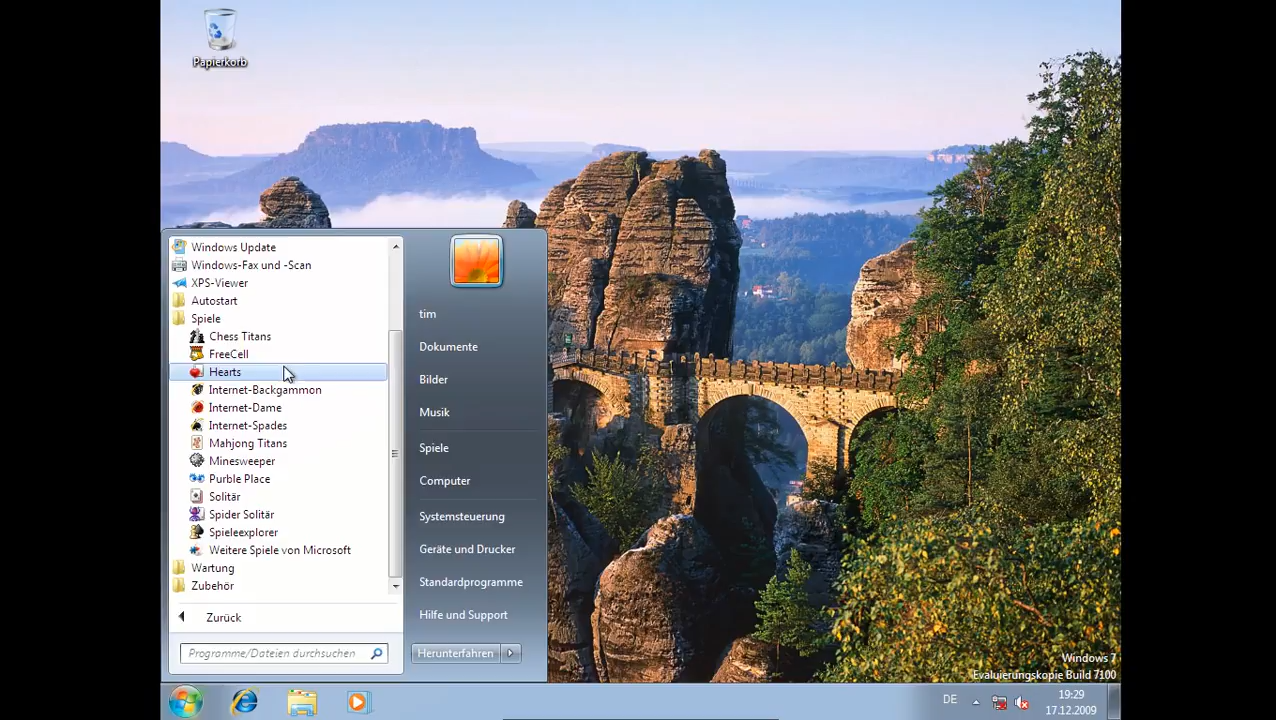 Papierkorb
Windows Update
Windows-Fax und -Scan
XPS-Viewer
Autostart
Spiele
Chess Titans
FreeCell
Hearts
Internet-Backgammon
Internet-Dame
Internet-Spades
Mahjong Titans
Minesweeper
Purble Place
Solitär
Spider Solitär
Spieleexplorer
Weitere Spiele von Microsoft
Wartung
Zubehör
Zurück
Programme/Dateien durchsuchen
tim
Dokumente
Bilder
Musik
Spiele
Computer
Systemsteuerung
Geräte und Drucker
Standardprogramme
Hilfe und Support
Herunterfahren
Windows 7
Evaluierungskopie Build 7100
DE
19:29
17.12.2009